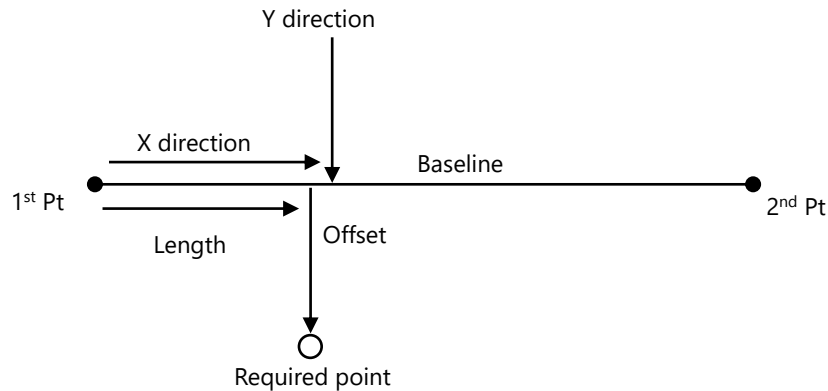 Y direction
X direction
Baseline
1st Pt
2nd Pt
Length
Offset
Required point